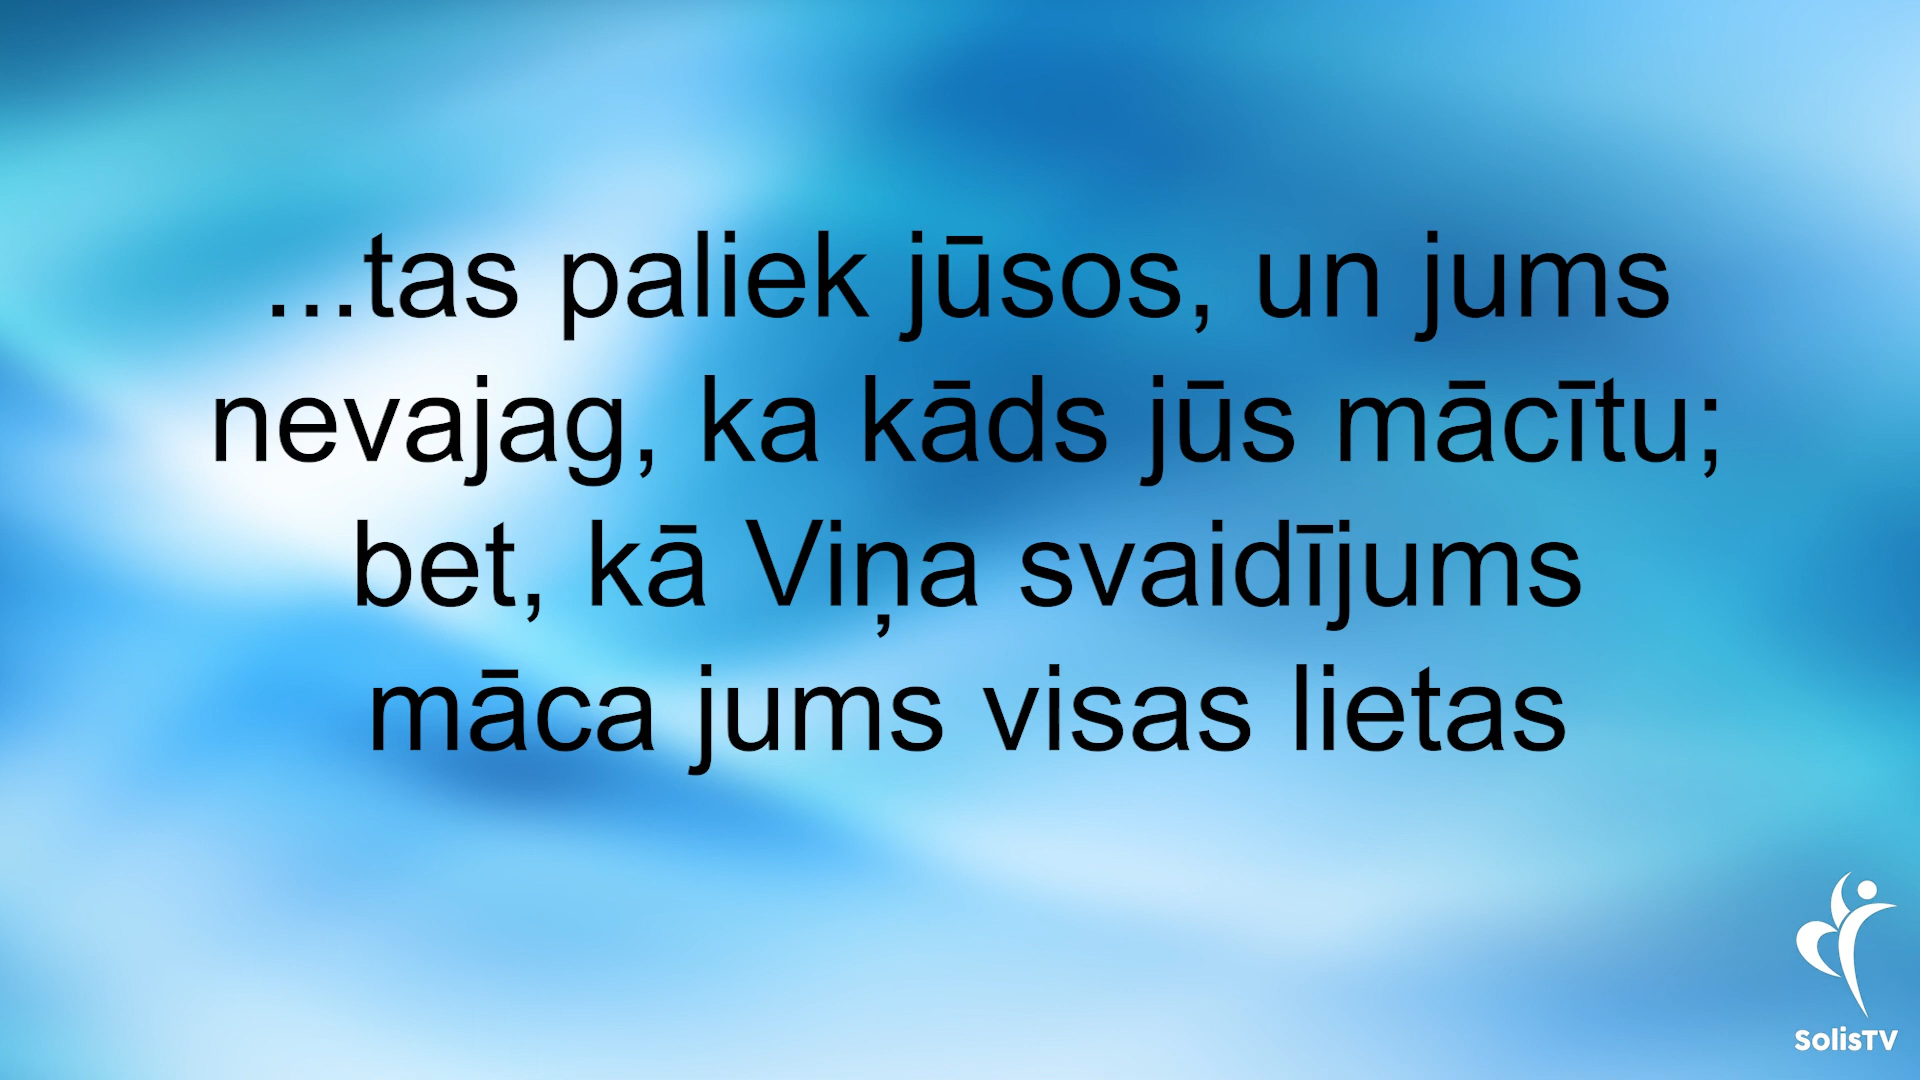 ...tas paliek jūsos, un jums
nevajag, ka kāds jūs mācītu;
bet, kā Viņa svaidījums
māca jums visas lietas
SolisTV